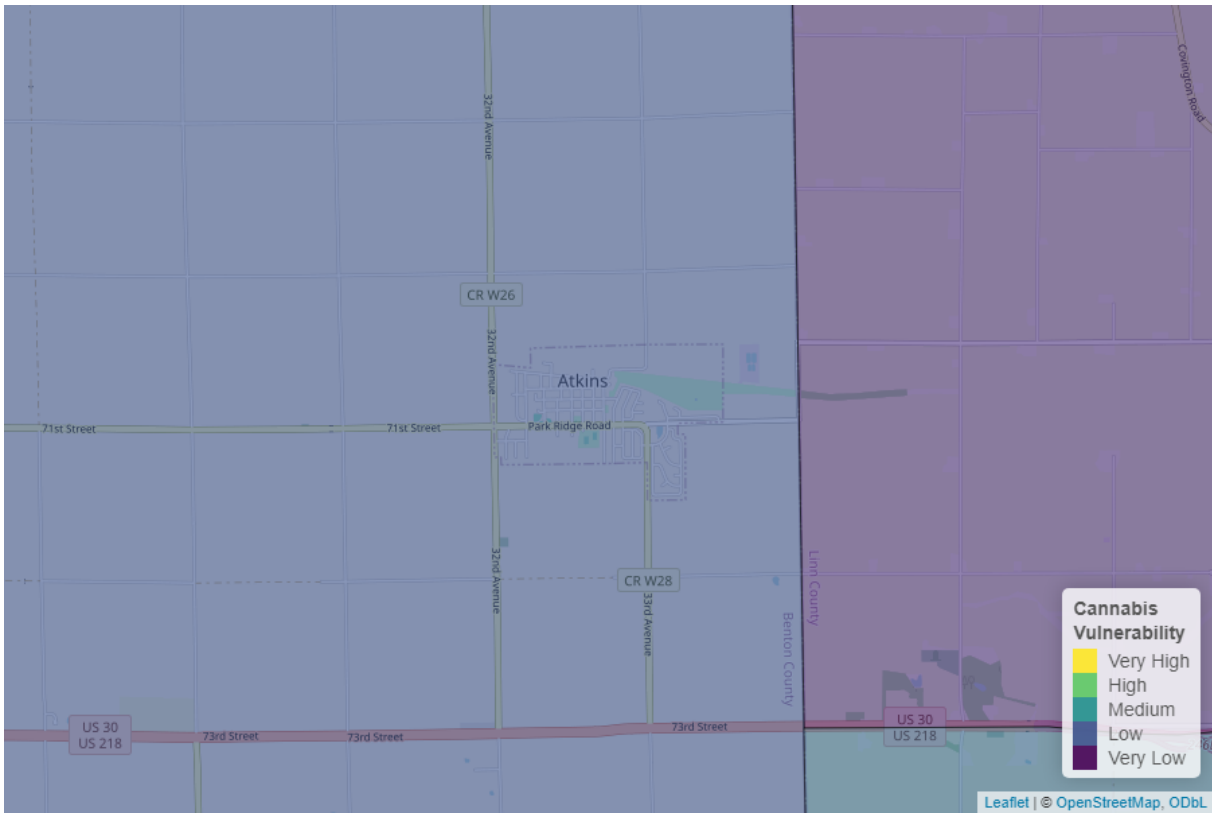 Covington Road
32nd Avenue
CR W26
32nd Avenue
Atkins
71st Street
71st Street
Park Ridge Road
32nd Avenue
CR W28
33rd Avenue
Linn County
Benton County
US 30
US 218
73rd Street
73rd Street
73rd Street
US 30
US 218
Cannabis
Vulnerability
Very High
High
Medium
Low
Very Low
Leaflet | © OpenStreetMap, ODbL